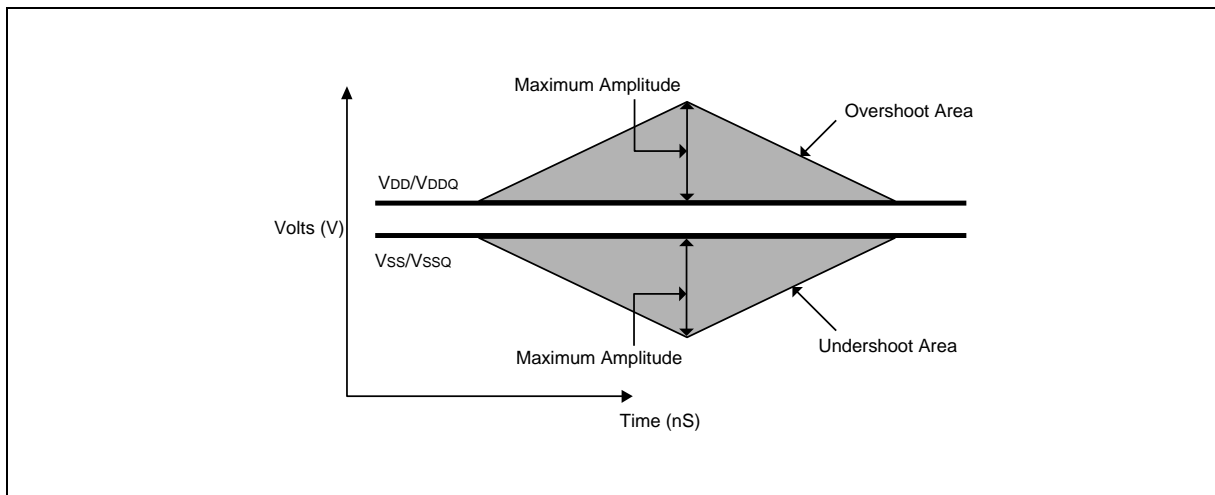 Maximum Amplitude
Overshoot Area
VDD/VDDQ
Volts (V)
VSS/VSSQ
Maximum Amplitude
Undershoot Area
Time (nS)